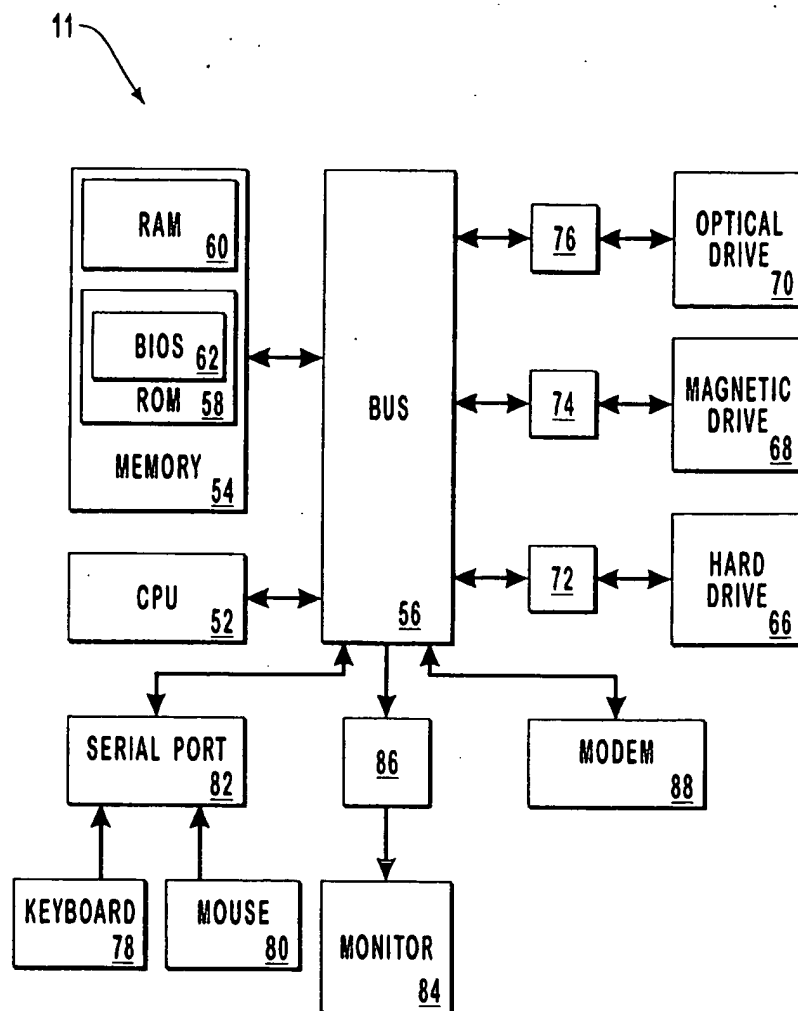 11
RAM
60
BIOS
62
ROM 58
MEMORY
54
CPU
52
BUS
56
76
OPTICAL
DRIVE
70
74
MAGNETIC
DRIVE
68
72
HARD
DRIVE
66
SERIAL PORT
82
86
MODEM
88
KEYBOARD
78
MOUSE
80
MONITOR
84